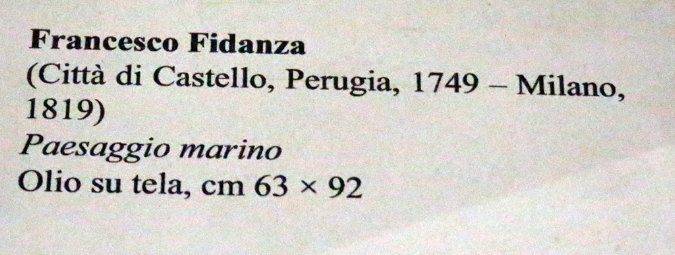 Francesco Fidanza
(Città di Castello, Perugia, 1749 – Milano,
1819)
Paesaggio marino
Olio su tela, cm 63 × 92